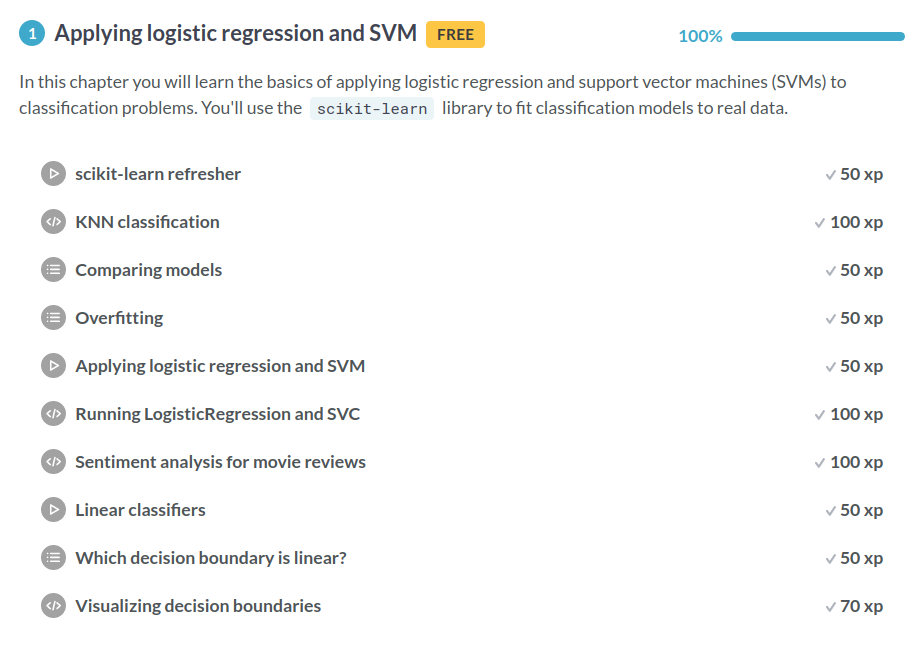 1 Applying logistic regression and SVM FREE 100%
In this chapter you will learn the basics of applying logistic regression and support vector machines (SVMs) to
classification problems. You'll use the scikit-learn library to fit classification models to real data.
scikit-learn refresher 50 xp
KNN classification 100 xp
Comparing models 50 xp
Overfitting 50 xp
Applying logistic regression and SVM 50 xp
Running LogisticRegression and SVC 100 xp
Sentiment analysis for movie reviews 100 xp
Linear classifiers 50 xp
Which decision boundary is linear? 50 xp
Visualizing decision boundaries 70 xp